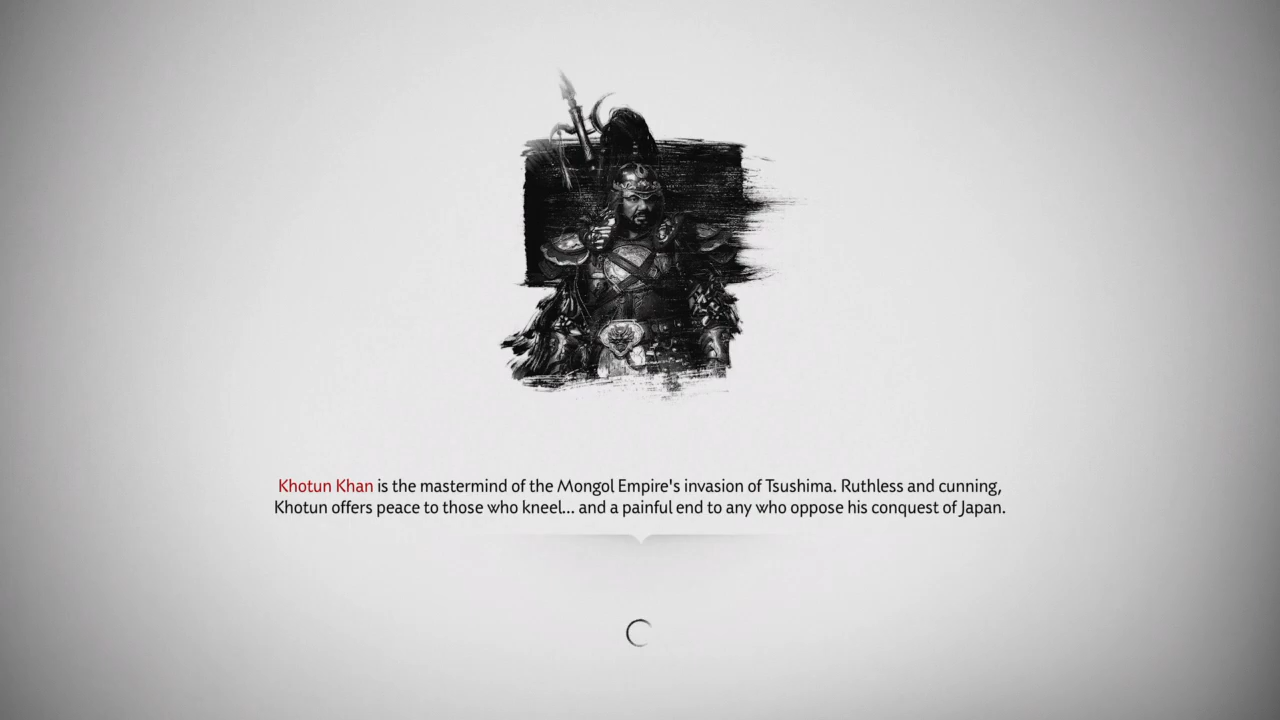 Khotun Khan is the mastermind of the Mongol Empire's invasion of Tsushima. Ruthless and cunning,
Khotun offers peace to those who kneel... and a painful end to any who oppose his conquest of Japan.